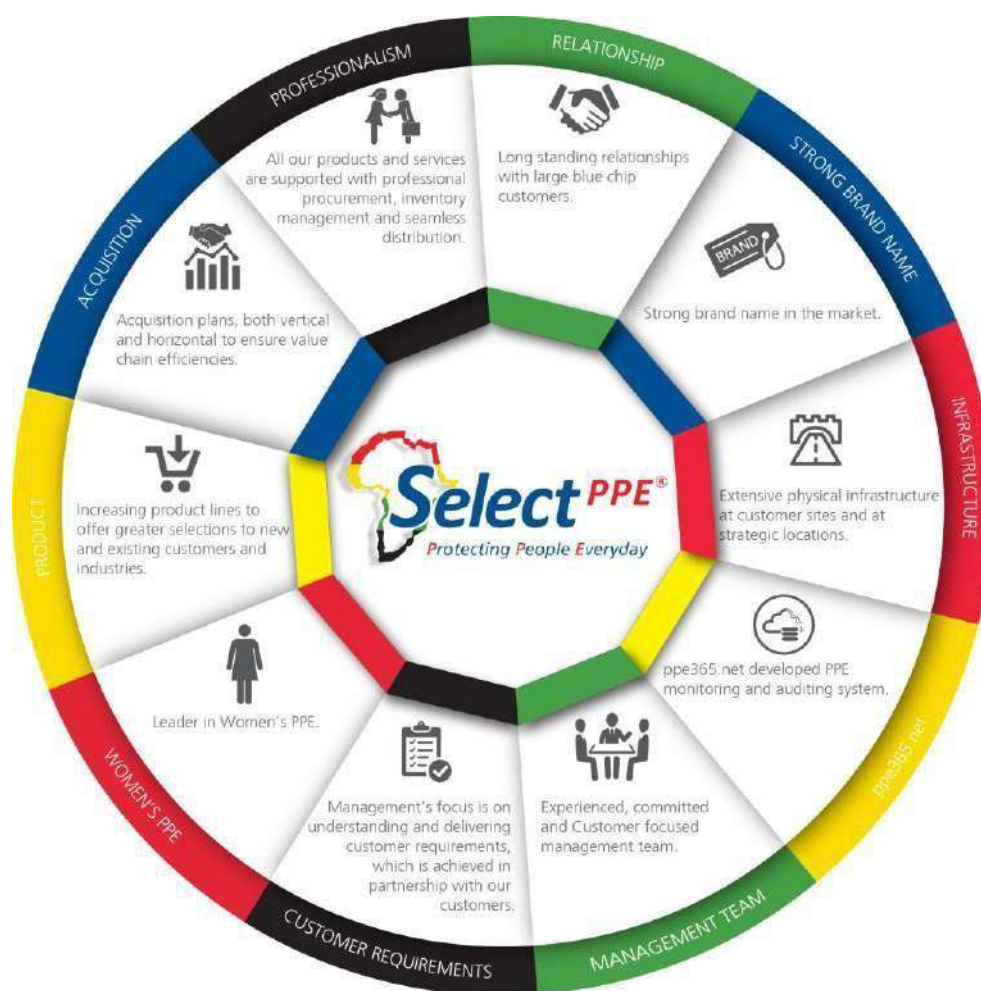 PROFESSIONALISM
All our products and services
are supported with professional
procurement, inventory
management and seamless
distribution.
RELATIONSHIP
Long standing relationships
with large blue chip
customers.
STRONG BRAND NAME
BRAND
Strong brand name in the market.
INFRASTRUCTURE
Extensive physical infrastructure
at customer sites and at
strategic locations.
ppe365.net
ppe365.net developed PPE
monitoring and auditing system.
MANAGEMENT TEAM
Experienced, committed
and Customer focused
management team.
CUSTOMER REQUIREMENTS
Management's focus is on
understanding and delivering
customer requirements,
which is achieved in
partnership with our
customers.
WOMEN'S PPE
Leader in Women's PPE.
PRODUCT
Increasing product lines to
offer greater selections to new
and existing customers and
industries.
ACQUISITION
Acquisition plans, both vertical
and horizontal to ensure value
chain efficiencies.
Select PPE®
Protecting People Everyday